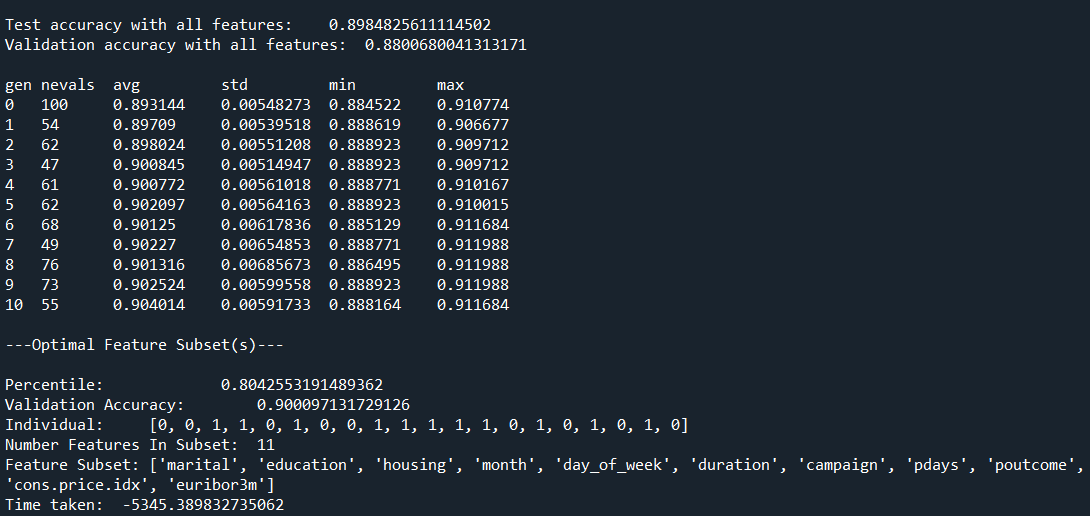 Test accuracy with all features:    0.8984825611114502
Validation accuracy with all features:  0.8800680041313171
gen nevals  avg         std         min         max
0   100     0.893144    0.00548273  0.884522    0.910774
1   54      0.89709     0.00539518  0.888619    0.906677
2   62      0.898024    0.00551208  0.888923    0.909712
3   47      0.900845    0.00514947  0.888923    0.909712
4   61      0.900772    0.00561018  0.888771    0.910167
5   62      0.902097    0.00564163  0.888923    0.910015
6   68      0.90125     0.00617836  0.885129    0.911684
7   49      0.90227     0.00654853  0.888771    0.911988
8   76      0.901316    0.00685673  0.886495    0.911988
9   73      0.902524    0.00599558  0.888923    0.911988
10  55      0.904014    0.00591733  0.888164    0.911684
---Optimal Feature Subset(s)---
Percentile:             0.8042553191489362
Validation Accuracy:        0.900097131729126
Individual:     [0, 0, 1, 1, 0, 1, 0, 0, 1, 1, 1, 1, 1, 0, 1, 0, 1, 0, 1, 0]
Number Features In Subset:  11
Feature Subset: ['marital', 'education', 'housing', 'month', 'day_of_week', 'duration', 'campaign', 'pdays', 'poutcome',
'cons.price.idx', 'euribor3m']
Time taken:  -5345.389832735062